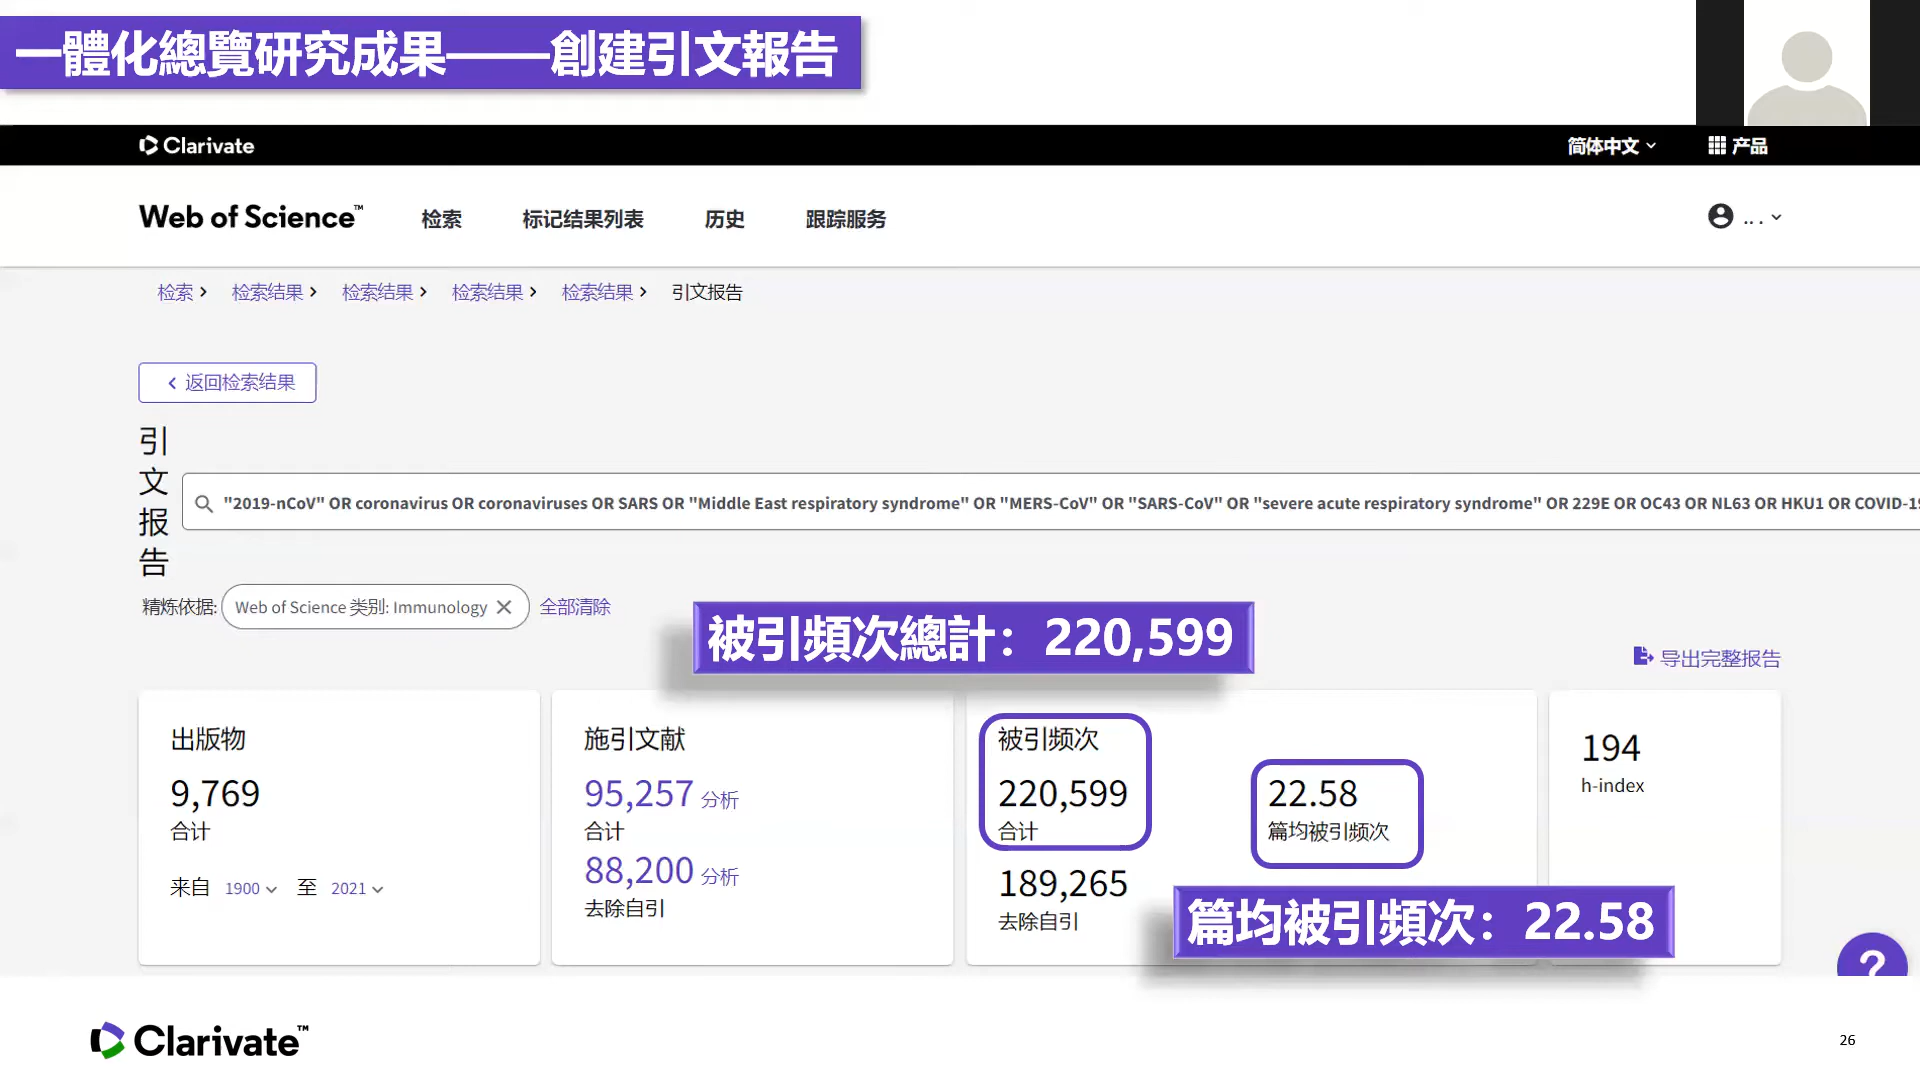 一體化總覽研究成果——創建引文報告
Clarivate
简体中文
产品
Web of Science™
检索
标记结果列表
历史
跟踪服务
检索 > 检索结果 > 检索结果 > 检索结果 > 检索结果 > 引文报告
返回检索结果
引文报告
"2019-nCoV" OR coronavirus OR coronaviruses OR SARS OR "Middle East respiratory syndrome" OR "MERS-CoV" OR "SARS-CoV" OR "severe acute respiratory syndrome" OR 229E OR OC43 OR NL63 OR HKU1 OR COVID-19
精炼依据: Web of Science 类别: Immunology 全部清除
被引頻次總計：220,599
导出完整报告
出版物
9,769
合计
来自 1900 至 2021
施引文献
95,257 分析
合计
88,200 分析
去除自引
被引频次
220,599
合计
189,265
去除自引
22.58
篇均被引频次
194
h-index
篇均被引頻次：22.58
?
Clarivate™
26